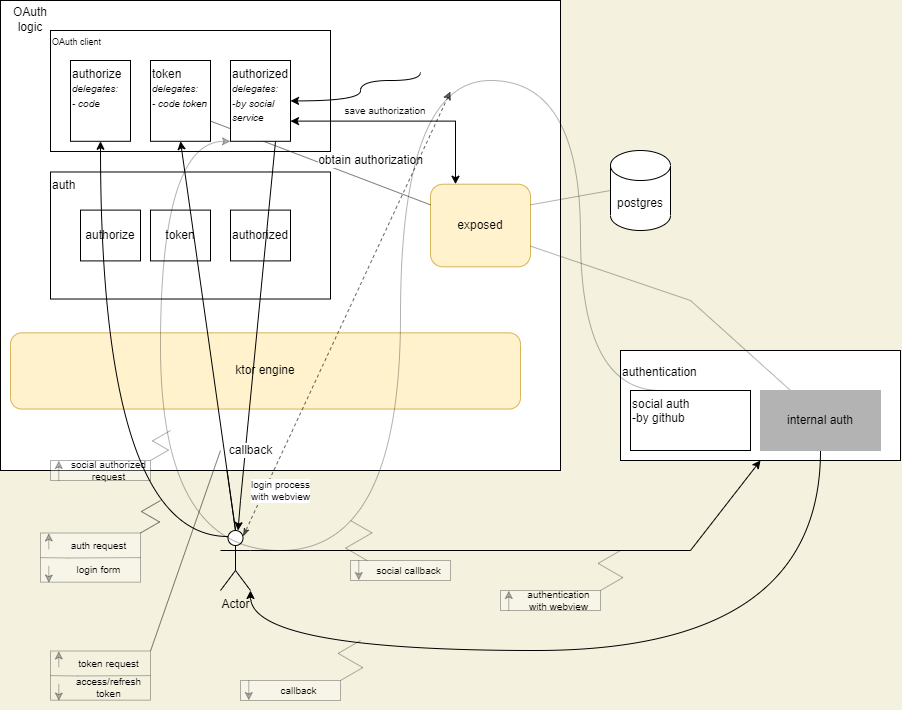 OAuth
logic
OAuth client
authorize
delegates:
- code
token
delegates:
- code token
authorized
delegates:
-by social
service
save authorization
obtain authorization
auth
authorize
token
authorized
exposed
postgres
ktor engine
authentication
social auth
-by github
internal auth
callback
social authorized
request
login process
with webview
auth request
login form
social callback
authentication
with webview
Actor
token request
access/refresh
token
callback